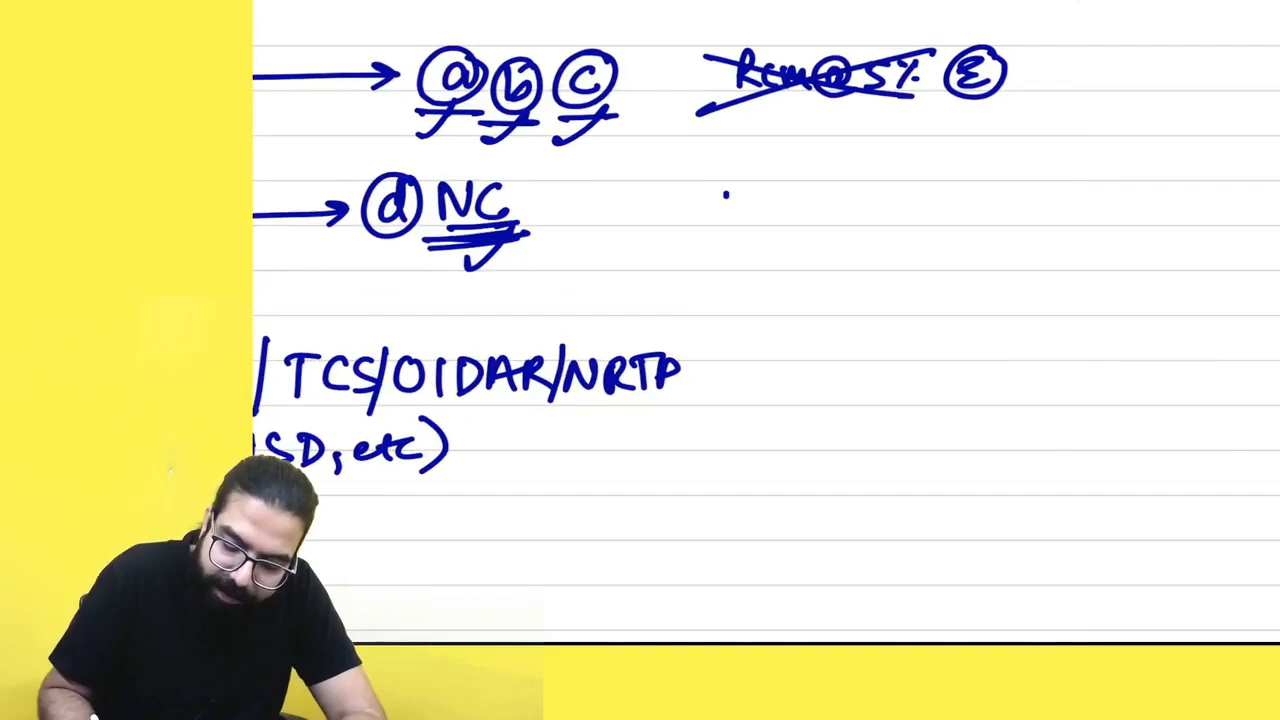 → a b c Rcm @ 5% E
→ d NC
/ TCS/OIDAR/NRTP
SD, etc)